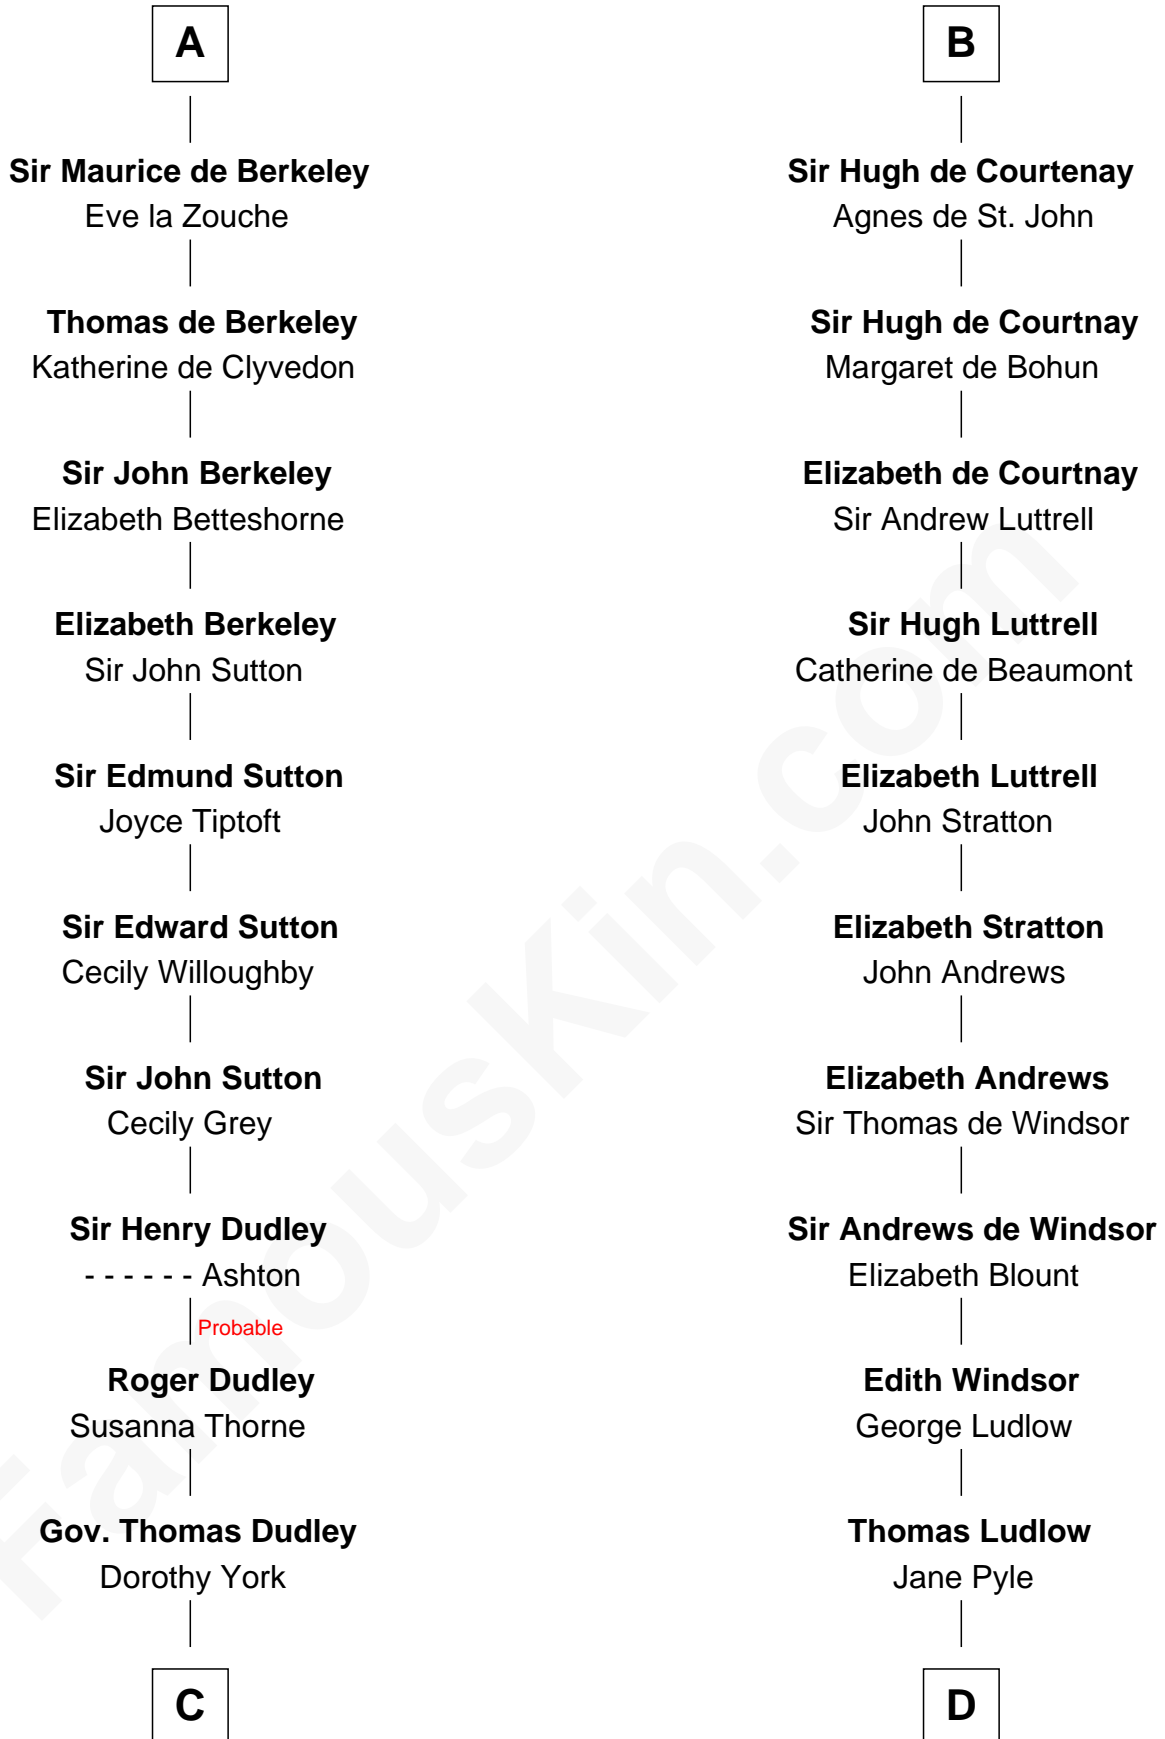 A
Sir Maurice de Berkeley
Eve la Zouche
Thomas de Berkeley
Katherine de Clyvedon
Sir John Berkeley
Elizabeth Betteshorne
Elizabeth Berkeley
Sir John Sutton
Sir Edmund Sutton
Joyce Tiptoft
Sir Edward Sutton
Cecily Willoughby
Sir John Sutton
Cecily Grey
Sir Henry Dudley
- - - - - - Ashton
Probable
Roger Dudley
Susanna Thorne
Gov. Thomas Dudley
Dorothy York
C
B
Sir Hugh de Courtenay
Agnes de St. John
Sir Hugh de Courtnay
Margaret de Bohun
Elizabeth de Courtnay
Sir Andrew Luttrell
Sir Hugh Luttrell
Catherine de Beaumont
Elizabeth Luttrell
John Stratton
Elizabeth Stratton
John Andrews
Elizabeth Andrews
Sir Thomas de Windsor
Sir Andrews de Windsor
Elizabeth Blount
Edith Windsor
George Ludlow
Thomas Ludlow
Jane Pyle
D
FamousKin.com